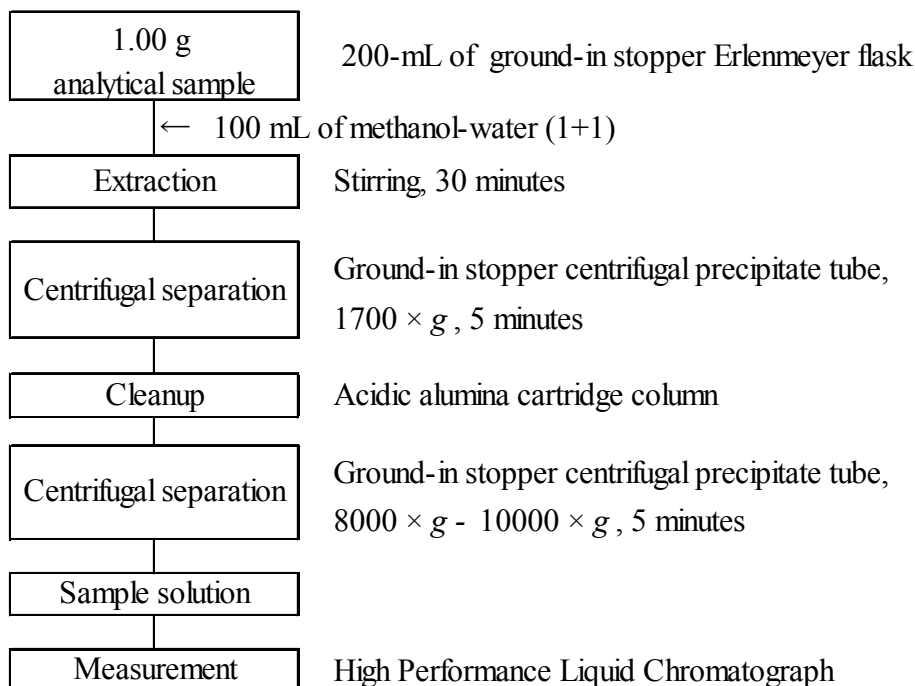 1.00 g
analytical sample
200-mL of ground-in stopper Erlenmeyer flask
← 100 mL of methanol-water (1+1)
Extraction
Stirring, 30 minutes
Centrifugal separation
Ground-in stopper centrifugal precipitate tube,
1700 × g , 5 minutes
Cleanup
Acidic alumina cartridge column
Centrifugal separation
Ground-in stopper centrifugal precipitate tube,
8000 × g - 10000 × g , 5 minutes
Sample solution
Measurement
High Performance Liquid Chromatograph